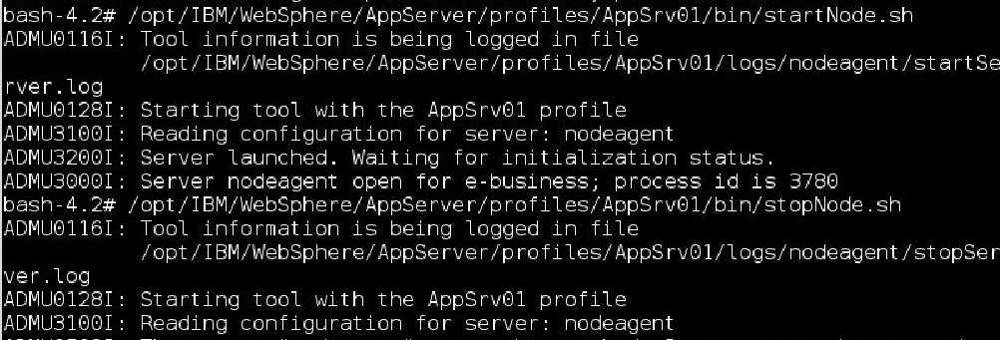 bash-4.2# /opt/IBM/WebSphere/AppServer/profiles/AppSrv01/bin/startNode.sh
ADMU0116I: Tool information is being logged in file
/opt/IBM/WebSphere/AppServer/profiles/AppSrv01/logs/nodeagent/startSe
rver.log
ADMU0128I: Starting tool with the AppSrv01 profile
ADMU3100I: Reading configuration for server: nodeagent
ADMU3200I: Server launched. Waiting for initialization status.
ADMU3000I: Server nodeagent open for e-business; process id is 3780
bash-4.2# /opt/IBM/WebSphere/AppServer/profiles/AppSrv01/bin/stopNode.sh
ADMU0116I: Tool information is being logged in file
/opt/IBM/WebSphere/AppServer/profiles/AppSrv01/logs/nodeagent/stopSer
ver.log
ADMU0128I: Starting tool with the AppSrv01 profile
ADMU3100I: Reading configuration for server: nodeagent